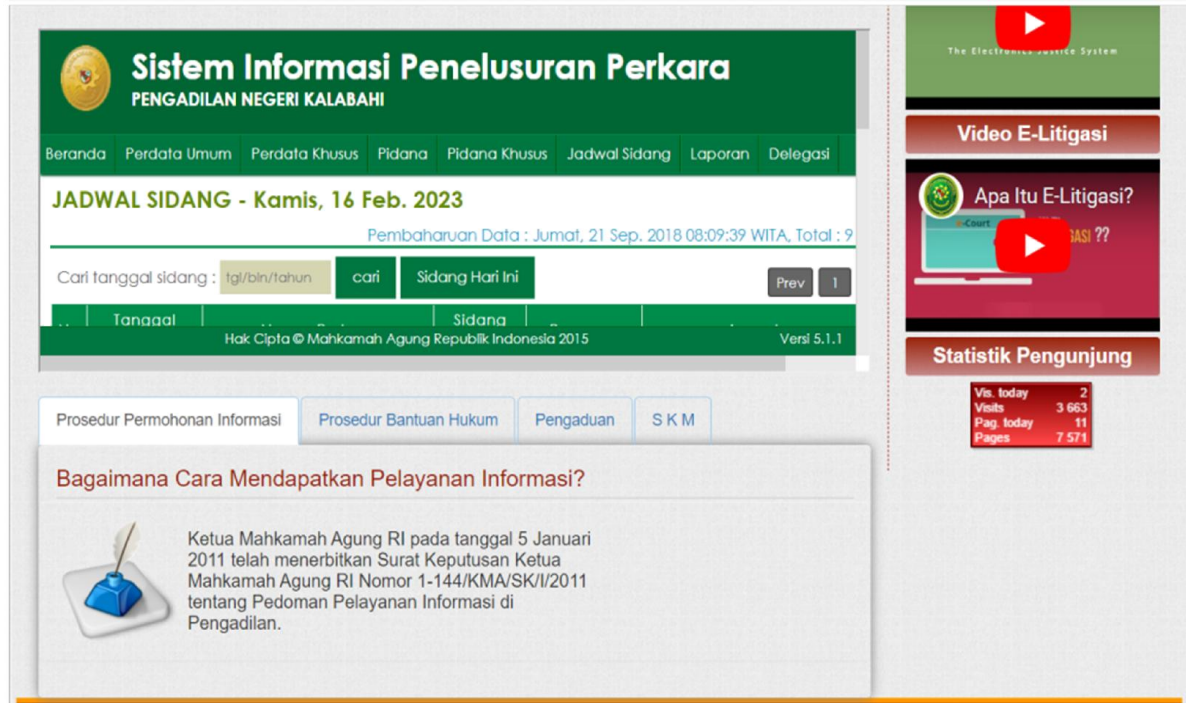 Sistem Informasi Penelusuran Perkara
PENGADILAN NEGERI KALABAHI
Beranda Perdata Umum Perdata Khusus Pidana Pidana Khusus Jadwal Sidang Laporan Delegasi
JADWAL SIDANG - Kamis, 16 Feb. 2023
Pembaharuan Data : Jumat, 21 Sep. 2018 08:09:39 WITA, Total : 9
Cari tanggal sidang : tgl/bln/tahun cari Sidang Hari Ini Prev 1
Tanggal Sidang
Hak Cipta © Mahkamah Agung Republik Indonesia 2015 Versi 5.1.1
Prosedur Permohonan Informasi Prosedur Bantuan Hukum Pengaduan S K M
Bagaimana Cara Mendapatkan Pelayanan Informasi?
Ketua Mahkamah Agung RI pada tanggal 5 Januari
2011 telah menerbitkan Surat Keputusan Ketua
Mahkamah Agung RI Nomor 1-144/KMA/SK/I/2011
tentang Pedoman Pelayanan Informasi di
Pengadilan.
The Electronics Justice System
Video E-Litigasi
Apa Itu E-Litigasi?
e-Court
??
Statistik Pengunjung
Vis. today 2
Visits 3 663
Pag. today 11
Pages 7 571